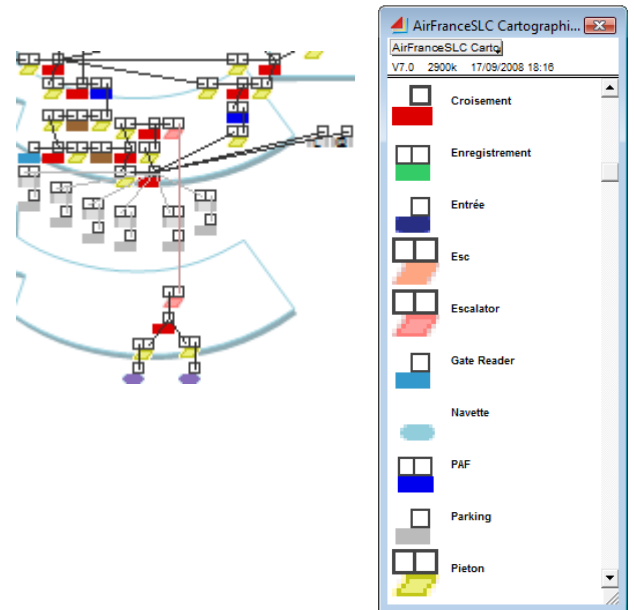 AirFranceSLC Cartographi...
AirFranceSLC Carto
V7.0 2900k 17/09/2008 18:16
Croisement
Enregistrement
Entrée
Esc
Escalator
Gate Reader
Navette
PAF
Parking
Pieton